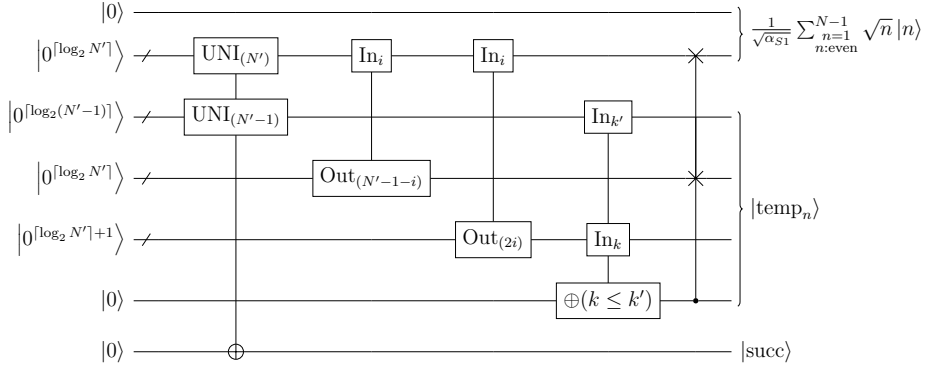 |0⟩
1/√α_{S1} ∑_{n=1 n:even}^{N−1} √n |n⟩
|0^{⌈log₂ N′⌉}⟩ UNI_{(N′)} In_i In_i
|0^{⌈log₂(N′−1)⌉}⟩ UNI_{(N′−1)} In_{k′}
|0^{⌈log₂ N′⌉}⟩ Out_{(N′−1−i)}
|temp_n⟩
|0^{⌈log₂ N′⌉+1}⟩ Out_{(2i)} In_k
|0⟩ ⊕(k ≤ k′)
|0⟩ |succ⟩